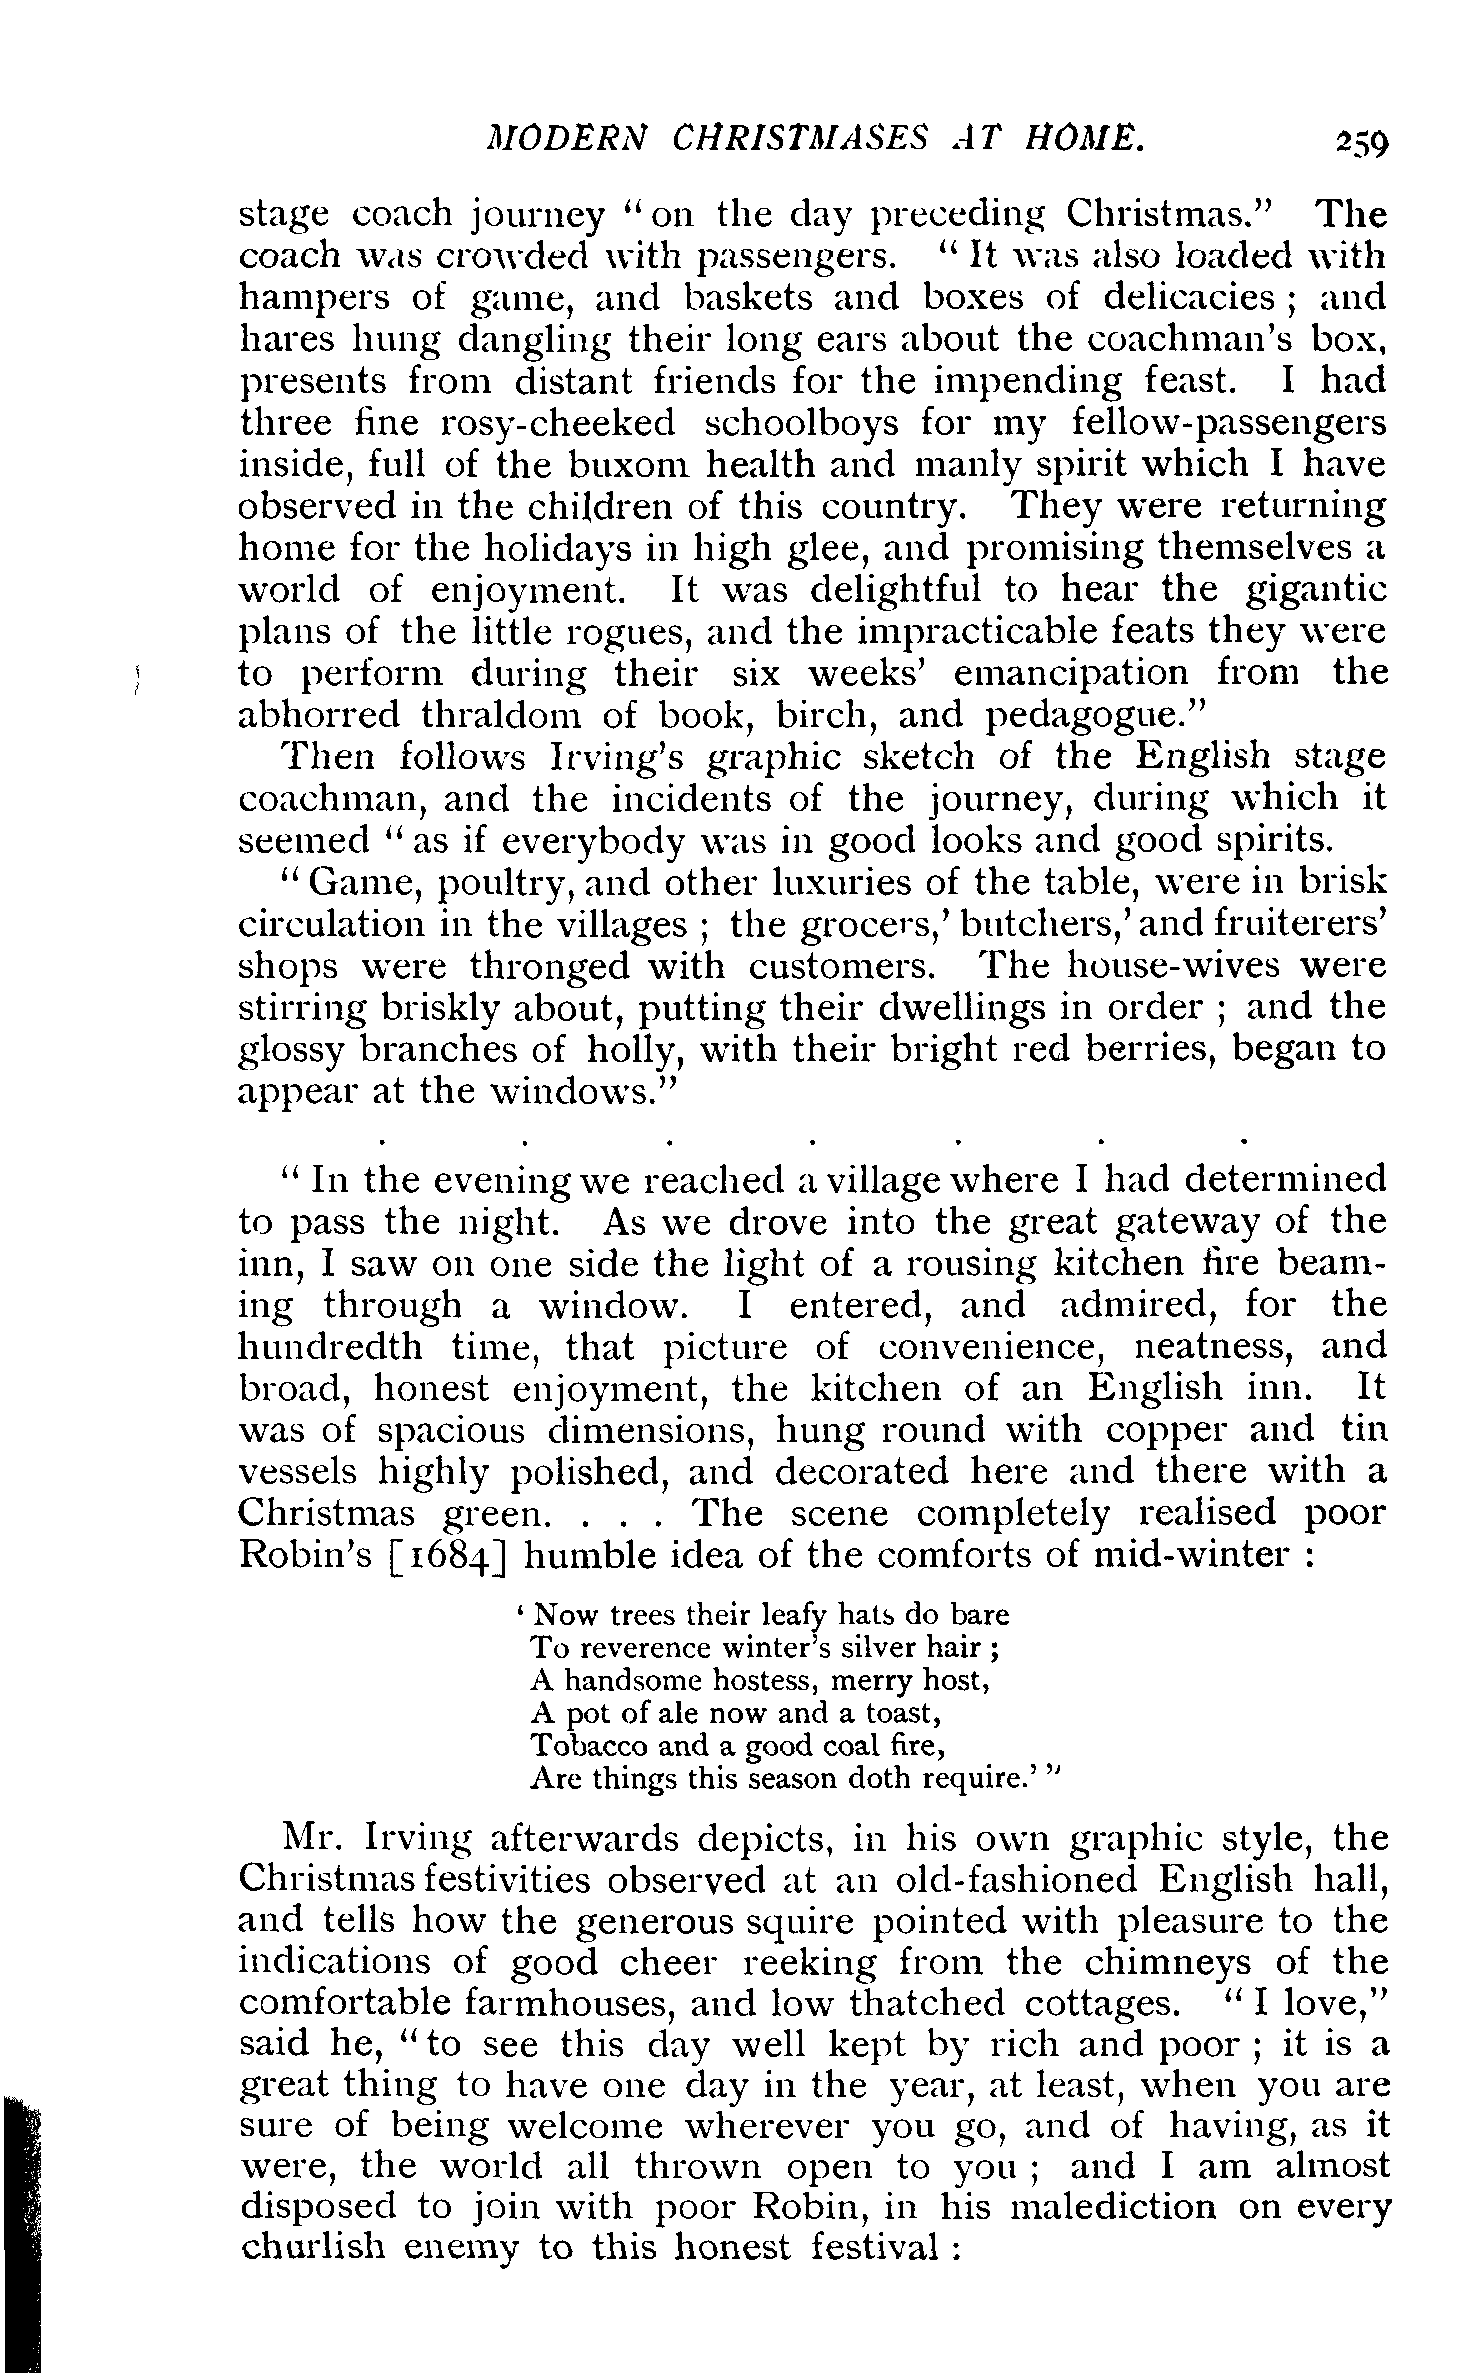 MODERN CHRISTMASES AT HOME. 259
stage coach journey “ on the day preceding Christmas.” The
coach was crowded with passengers. “ It was also loaded with
hampers of game, and baskets and boxes of delicacies ; and
hares hung dangling their long ears about the coachman's box,
presents from distant friends for the impending feast. I had
three fine rosy-cheeked schoolboys for my fellow-passengers
inside, full of the buxom health and manly spirit which I have
observed in the children of this country. They were returning
home for the holidays in high glee, and promising themselves a
world of enjoyment. It was delightful to hear the gigantic
plans of the little rogues, and the impracticable feats they were
to perform during their six weeks' emancipation from the
abhorred thraldom of book, birch, and pedagogue.”
Then follows Irving's graphic sketch of the English stage
coachman, and the incidents of the journey, during which it
seemed “ as if everybody was in good looks and good spirits.
“ Game, poultry, and other luxuries of the table, were in brisk
circulation in the villages ; the grocers,' butchers,' and fruiterers'
shops were thronged with customers. The house-wives were
stirring briskly about, putting their dwellings in order ; and the
glossy branches of holly, with their bright red berries, began to
appear at the windows.”
. . . . . . .
“ In the evening we reached a village where I had determined
to pass the night. As we drove into the great gateway of the
inn, I saw on one side the light of a rousing kitchen fire beam-
ing through a window. I entered, and admired, for the
hundredth time, that picture of convenience, neatness, and
broad, honest enjoyment, the kitchen of an English inn. It
was of spacious dimensions, hung round with copper and tin
vessels highly polished, and decorated here and there with a
Christmas green. . . . The scene completely realised poor
Robin's [1684] humble idea of the comforts of mid-winter :
‘ Now trees their leafy hats do bare
To reverence winter's silver hair ;
A handsome hostess, merry host,
A pot of ale now and a toast,
Tobacco and a good coal fire,
Are things this season doth require.’ ”
Mr. Irving afterwards depicts, in his own graphic style, the
Christmas festivities observed at an old-fashioned English hall,
and tells how the generous squire pointed with pleasure to the
indications of good cheer reeking from the chimneys of the
comfortable farmhouses, and low thatched cottages. “ I love,”
said he, “ to see this day well kept by rich and poor ; it is a
great thing to have one day in the year, at least, when you are
sure of being welcome wherever you go, and of having, as it
were, the world all thrown open to you ; and I am almost
disposed to join with poor Robin, in his malediction on every
churlish enemy to this honest festival :